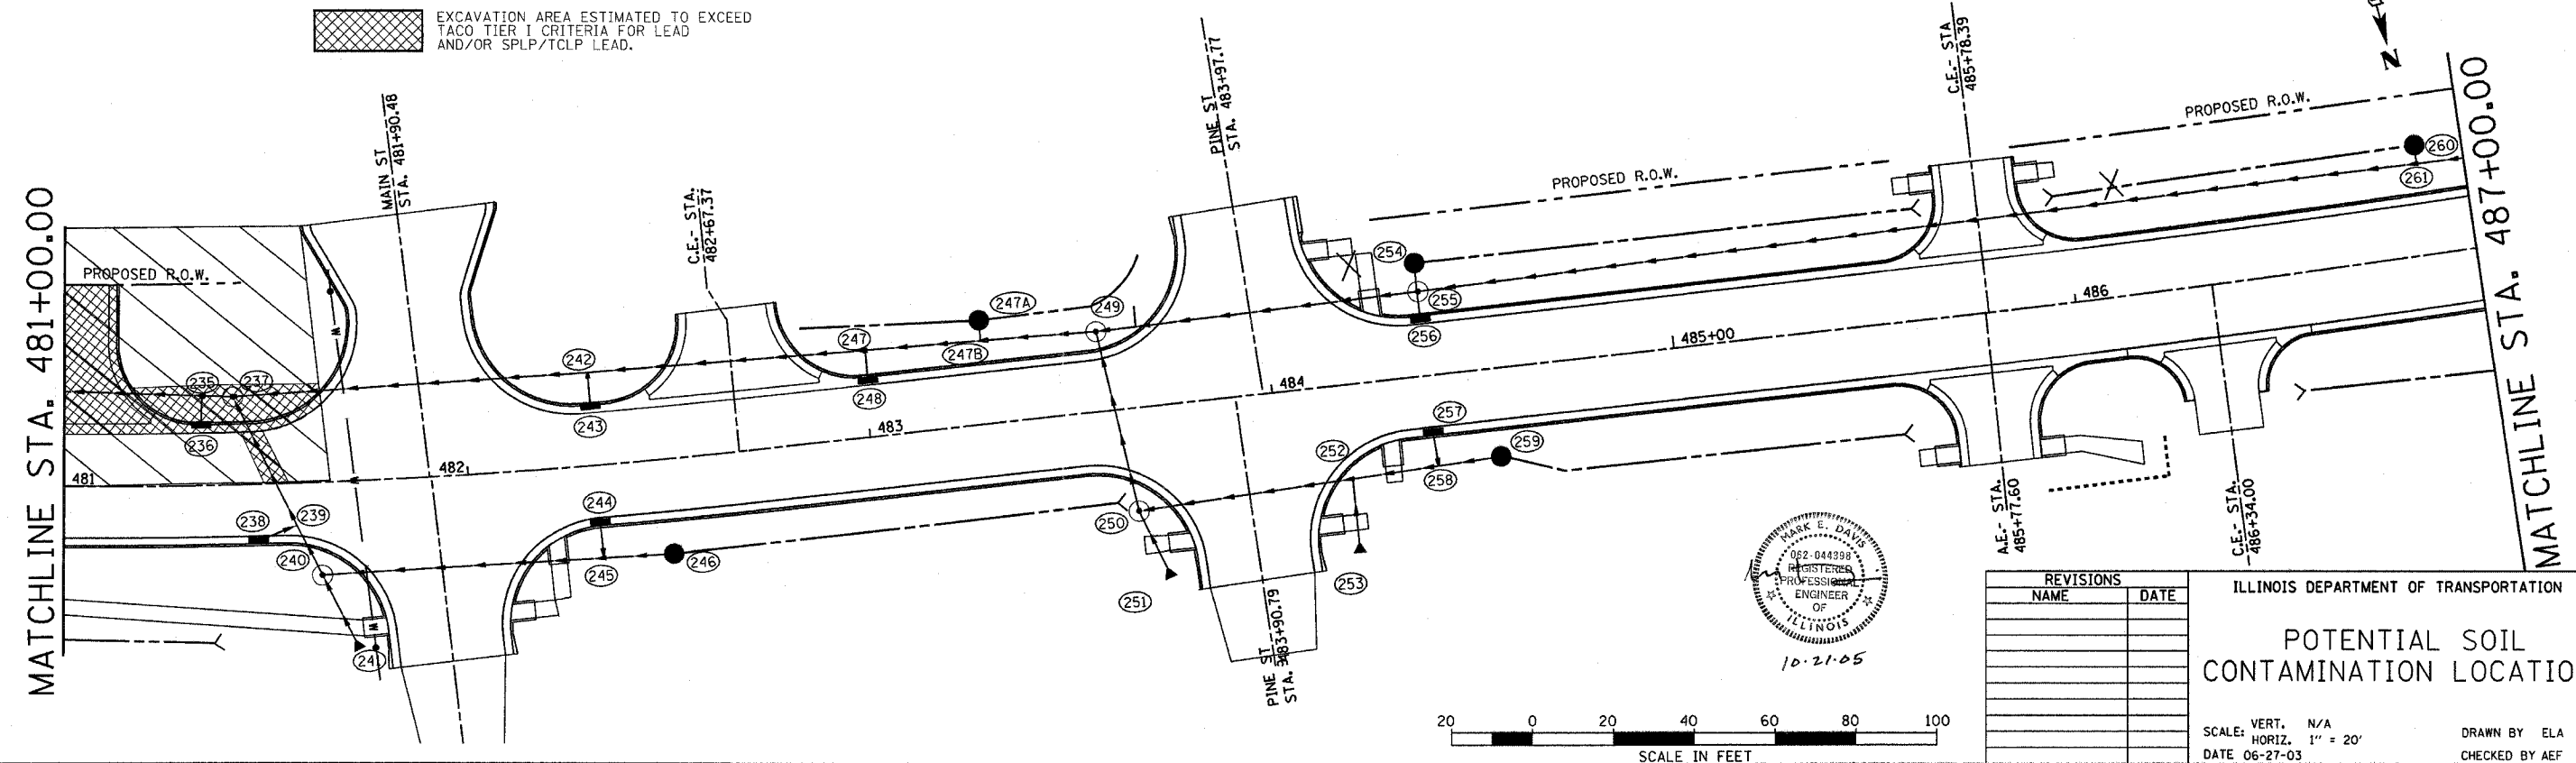 EXCAVATION AREA ESTIMATED TO EXCEED
TACO TIER I CRITERIA FOR LEAD
AND/OR SPLP/TCLP LEAD.
MATCHLINE STA. 481+00.00
PROPOSED R.O.W.
MAIN ST
STA. 481+90.48
C.E.- STA.
482+67.37
PINE ST
STA. 483+97.77
C.E.- STA
485+78.39
N
PROPOSED R.O.W.
PROPOSED R.O.W.
MATCHLINE STA. 487+00.00
W
235
237
236
242
243
247
248
247A
247B
249
254
255
256
260
261
481
482
483
484
485+00
486
238
239
240
241
W
244
245
246
250
251
252
253
257
258
259
PINE ST
STA. 483+90.79
A.E.- STA.
485+77.60
C.E.- STA.
486+34.00
MARK E. DAVIS
062-044398
REGISTERED
PROFESSIONAL
ENGINEER
OF
ILLINOIS
10-21-05
20 0 20 40 60 80 100
SCALE IN FEET
REVISIONS
NAME DATE
ILLINOIS DEPARTMENT OF TRANSPORTATION
POTENTIAL SOIL
CONTAMINATION LOCATIO
SCALE: VERT. N/A
HORIZ. 1" = 20'
DATE 06-27-03
DRAWN BY ELA
CHECKED BY AEF